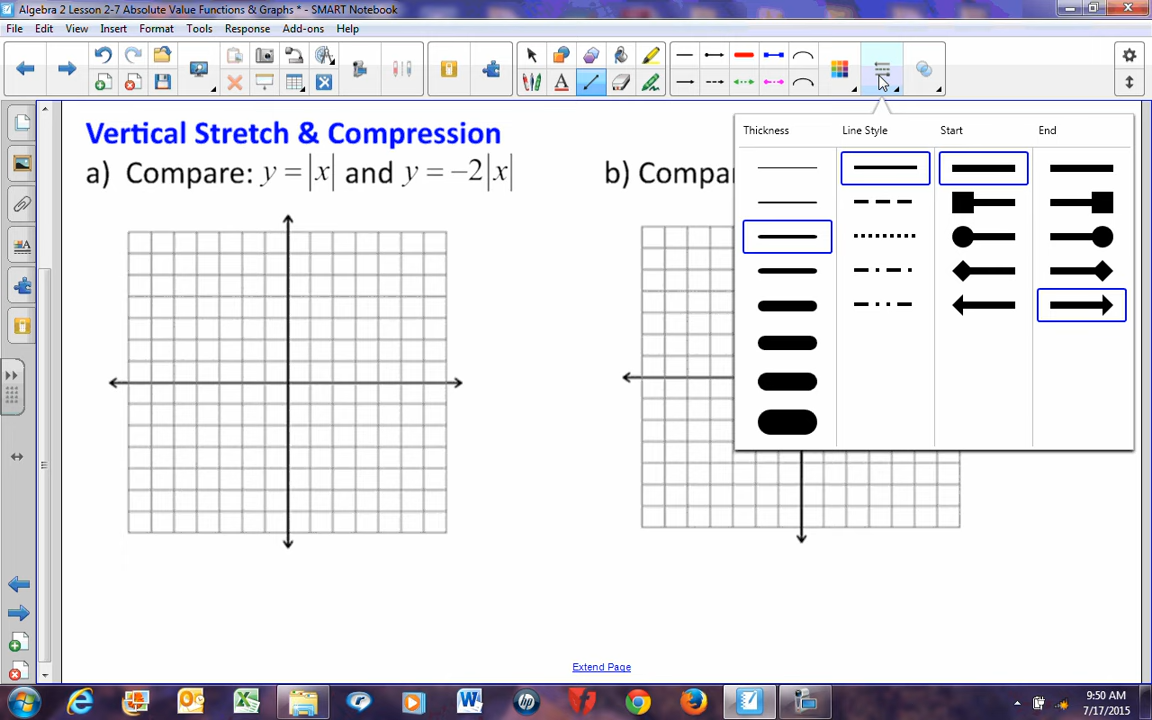 Algebra 2 Lesson 2-7 Absolute Value Functions & Graphs * - SMART Notebook
File Edit View Insert Format Tools Response Add-ons Help
Thickness Line Style Start End
Vertical Stretch & Compression
a) Compare: y = |x| and y = −2|x|
b) Compar
Extend Page
9:50 AM
7/17/2015